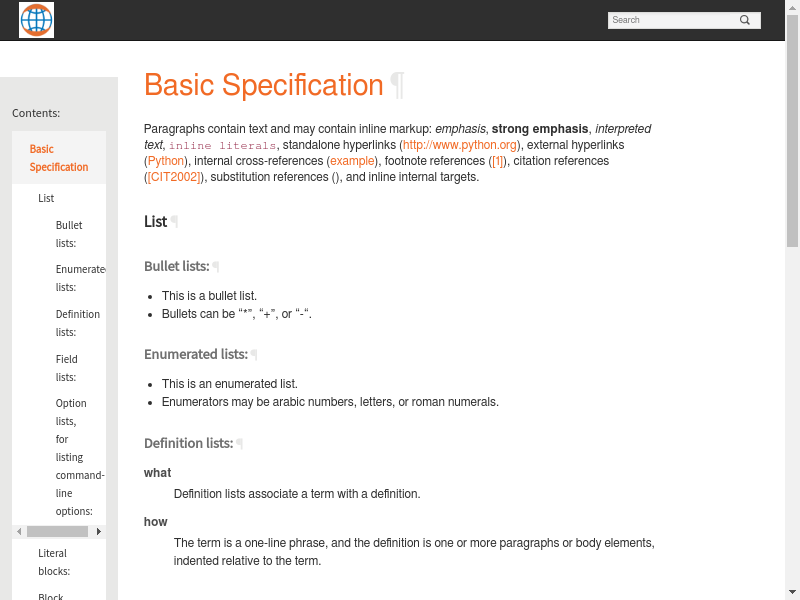 Search
Contents:
Basic
Specification
List
Bullet
lists:
Enumerated
lists:
Definition
lists:
Field
lists:
Option
lists,
for
listing
command-
line
options:
Literal
blocks:
Block
Basic Specification ¶
Paragraphs contain text and may contain inline markup: emphasis, strong emphasis, interpreted
text, inline literals, standalone hyperlinks (http://www.python.org), external hyperlinks
(Python), internal cross-references (example), footnote references ([1]), citation references
([CIT2002]), substitution references (), and inline internal targets.
List ¶
Bullet lists: ¶
• This is a bullet list.
• Bullets can be “*”, “+”, or “-“.
Enumerated lists: ¶
• This is an enumerated list.
• Enumerators may be arabic numbers, letters, or roman numerals.
Definition lists: ¶
what
Definition lists associate a term with a definition.
how
The term is a one-line phrase, and the definition is one or more paragraphs or body elements,
indented relative to the term.